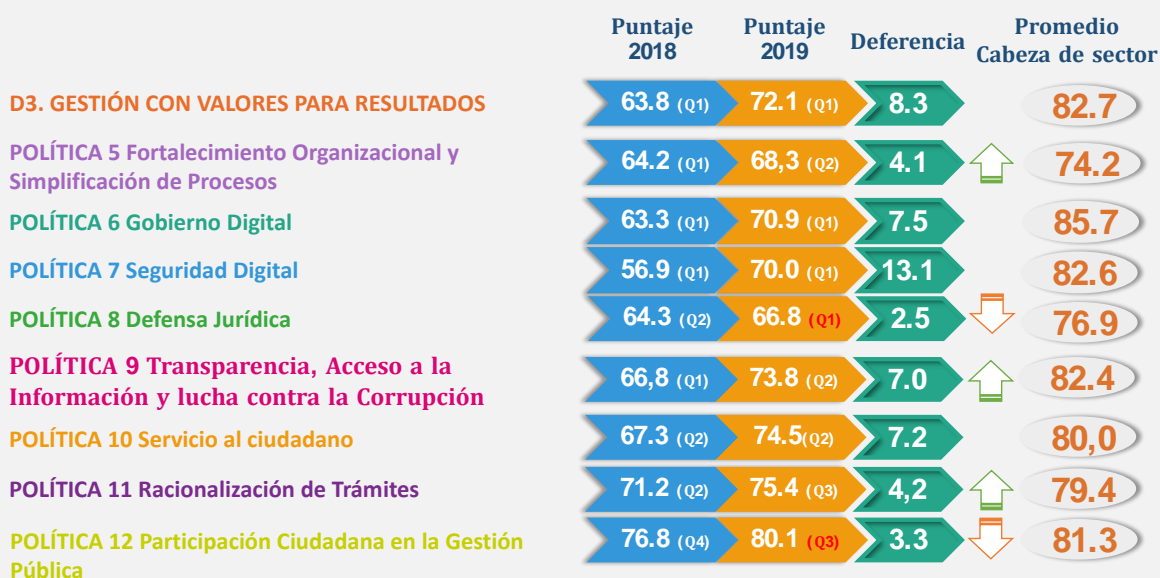 Puntaje 2018 Puntaje 2019 Deferencia Promedio Cabeza de sector
D3. GESTIÓN CON VALORES PARA RESULTADOS 63.8 (Q1) 72.1 (Q1) 8.3 82.7
POLÍTICA 5 Fortalecimiento Organizacional y
Simplificación de Procesos 64.2 (Q1) 68,3 (Q2) 4.1 74.2
POLÍTICA 6 Gobierno Digital 63.3 (Q1) 70.9 (Q1) 7.5 85.7
POLÍTICA 7 Seguridad Digital 56.9 (Q1) 70.0 (Q1) 13.1 82.6
POLÍTICA 8 Defensa Jurídica 64.3 (Q2) 66.8 (Q1) 2.5 76.9
POLÍTICA 9 Transparencia, Acceso a la
Información y lucha contra la Corrupción 66,8 (Q1) 73.8 (Q2) 7.0 82.4
POLÍTICA 10 Servicio al ciudadano 67.3 (Q2) 74.5(Q2) 7.2 80,0
POLÍTICA 11 Racionalización de Trámites 71.2 (Q2) 75.4 (Q3) 4,2 79.4
POLÍTICA 12 Participación Ciudadana en la Gestión
Pública 76.8 (Q4) 80.1 (Q3) 3.3 81.3